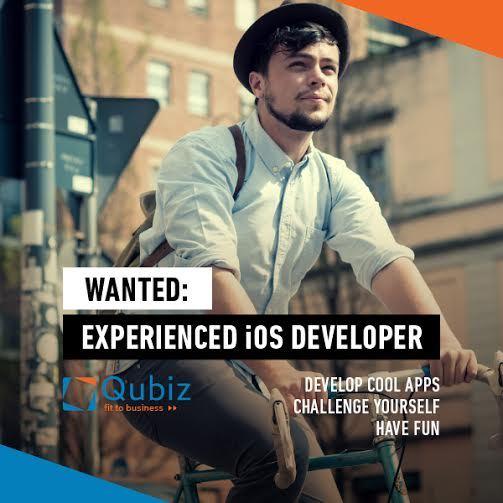 WANTED:
EXPERIENCED iOS DEVELOPER
Qubiz
fit to business
DEVELOP COOL APPS
CHALLENGE YOURSELF
HAVE FUN